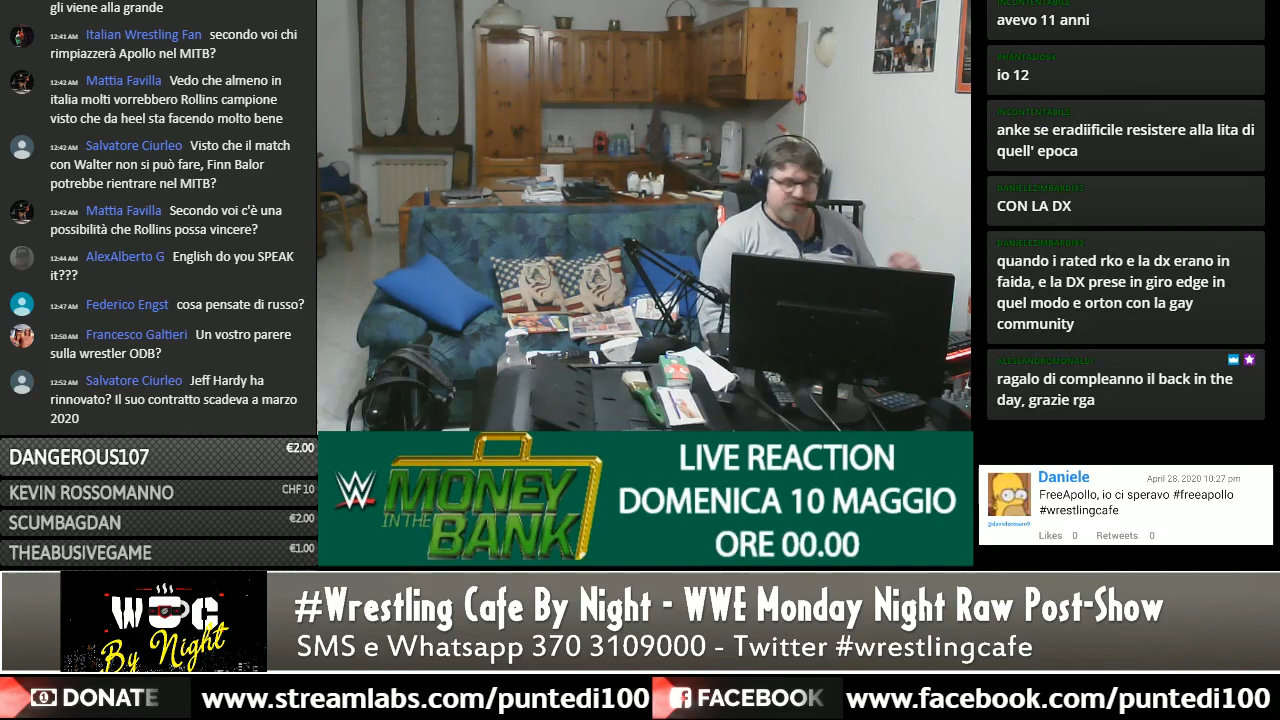 gli viene alla grande
12:41 AM Italian Wrestling Fan secondo voi chi
rimpiazzerà Apollo nel MITB?
12:42 AM Mattia Favilla Vedo che almeno in
italia molti vorrebbero Rollins campione
visto che da heel sta facendo molto bene
12:42 AM Salvatore Ciurleo Visto che il match
con Walter non si può fare, Finn Balor
potrebbe rientrare nel MITB?
12:42 AM Mattia Favilla Secondo voi c'è una
possibilità che Rollins possa vincere?
12:44 AM AlexAlberto G English do you SPEAK
it???
12:47 AM Federico Engst cosa pensate di russo?
12:50 AM Francesco Galtieri Un vostro parere
sulla wrestler ODB?
12:52 AM Salvatore Ciurleo Jeff Hardy ha
rinnovato? Il suo contratto scadeva a marzo
2020
DANGEROUS107 €2.00
KEVIN ROSSOMANNO CHF 10
SCUMBAGDAN €2.00
THEABUSIVEGAME €1.00
INCONTENTABILE
avevo 11 anni
PHANTASIO94
io 12
INCONTENTABILE
anke se eradiificile resistere alla lita di
quell' epoca
DANIELEZIMBARDI93
CON LA DX
DANIELEZIMBARDI93
quando i rated rko e la dx erano in
faida, e la DX prese in giro edge in
quel modo e orton con la gay
community
ALESSANDROMONALDI
ragalo di compleanno il back in the
day, grazie rga
Daniele April 28, 2020 10:27 pm
FreeApollo, io ci speravo #freeapollo
#wrestlingcafe
Likes 0 Retweets 0
W
MONEY
IN THE
BANK
LIVE REACTION
DOMENICA 10 MAGGIO
ORE 00.00
WC
By Night
#Wrestling Cafe By Night - WWE Monday Night Raw Post-Show
SMS e Whatsapp 370 3109000 - Twitter #wrestlingcafe
DONATE www.streamlabs.com/puntedi100 FACEBOOK www.facebook.com/puntedi100